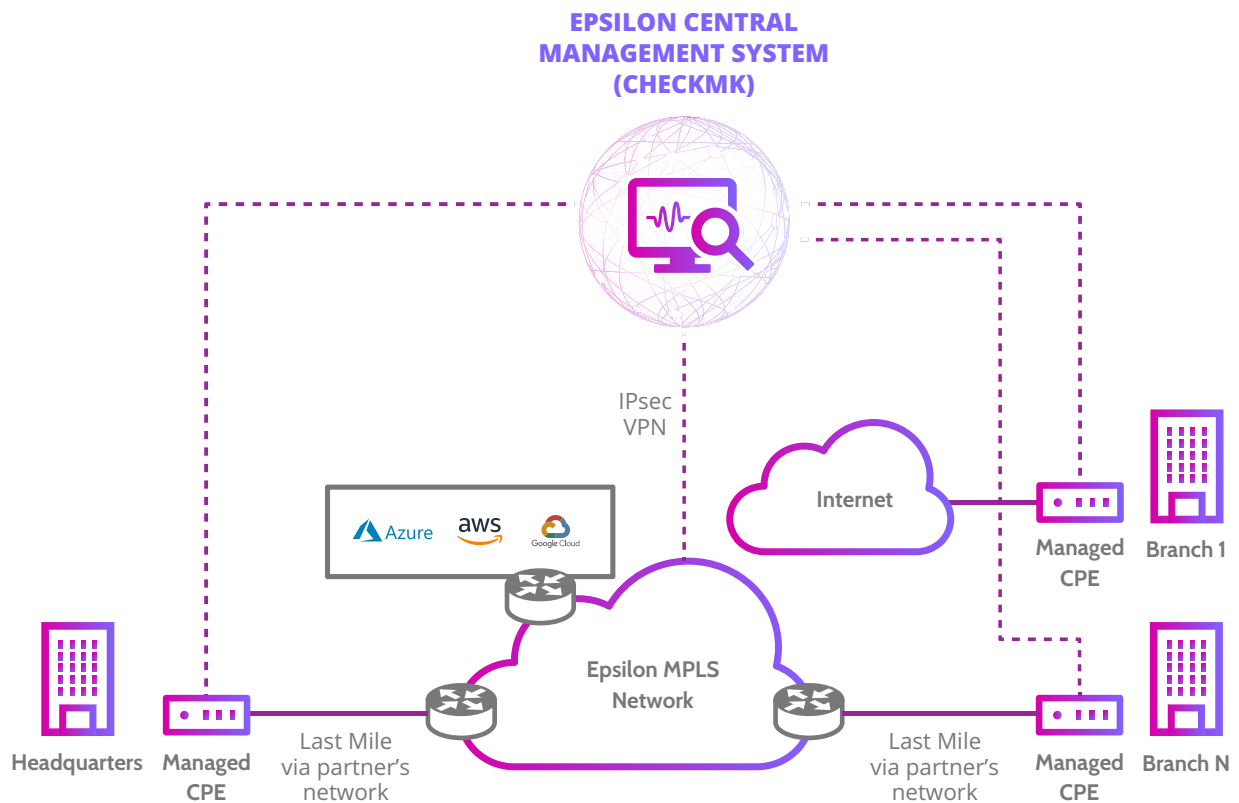 EPSILON CENTRAL
MANAGEMENT SYSTEM
(CHECKMK)
IPsec
VPN
Internet
Azure
aws
Google Cloud
Managed
CPE
Branch 1
Epsilon MPLS
Network
Headquarters
Managed
CPE
Last Mile
via partner's
network
Last Mile
via partner's
network
Managed
CPE
Branch N